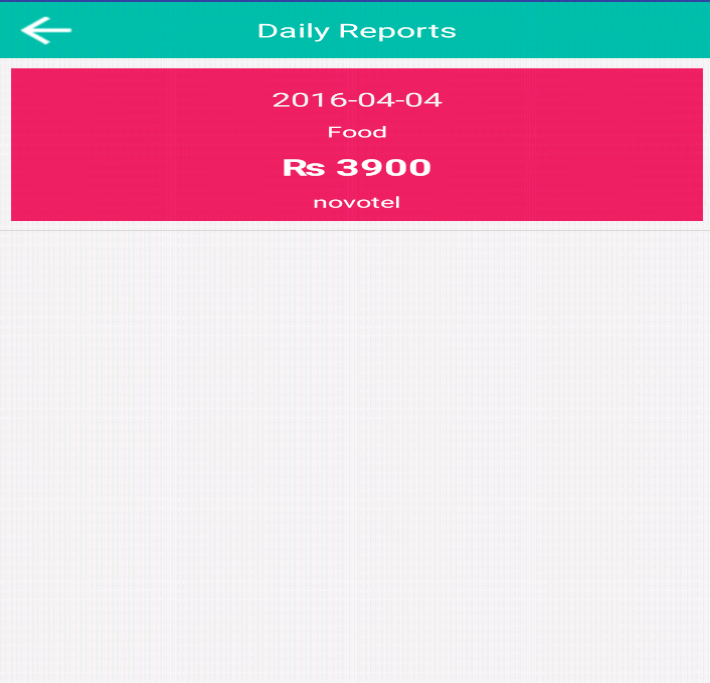 Daily Reports
2016-04-04
Food
Rs 3900
novotel